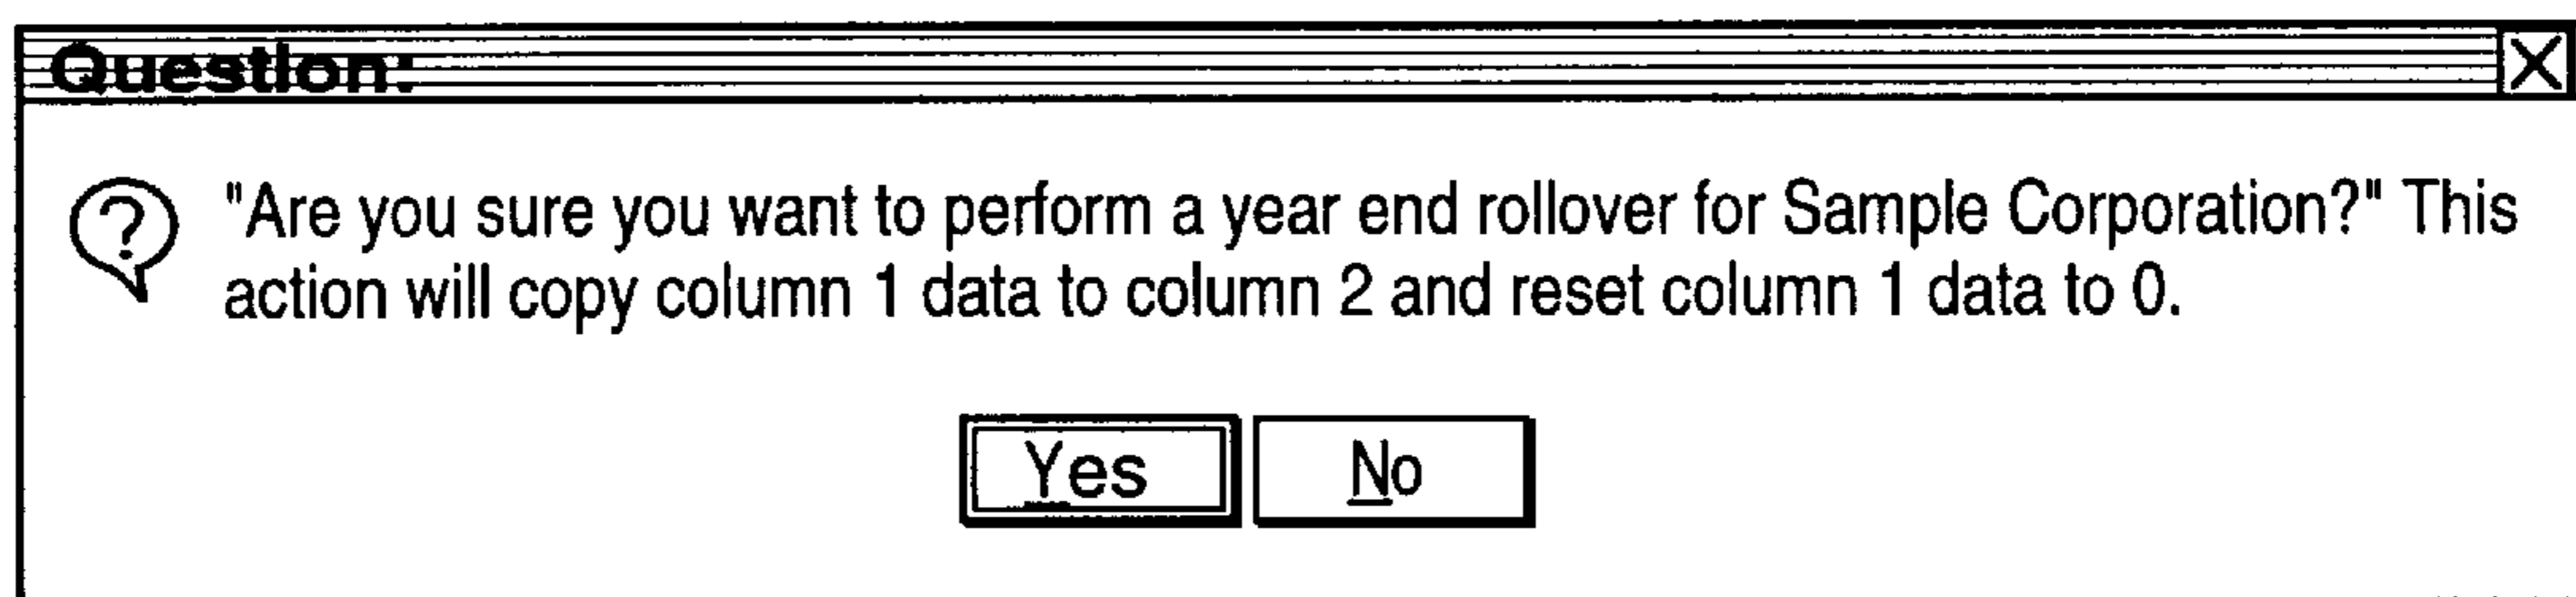 Question:
"Are you sure you want to perform a year end rollover for Sample Corporation?" This
action will copy column 1 data to column 2 and reset column 1 data to 0.
Yes No